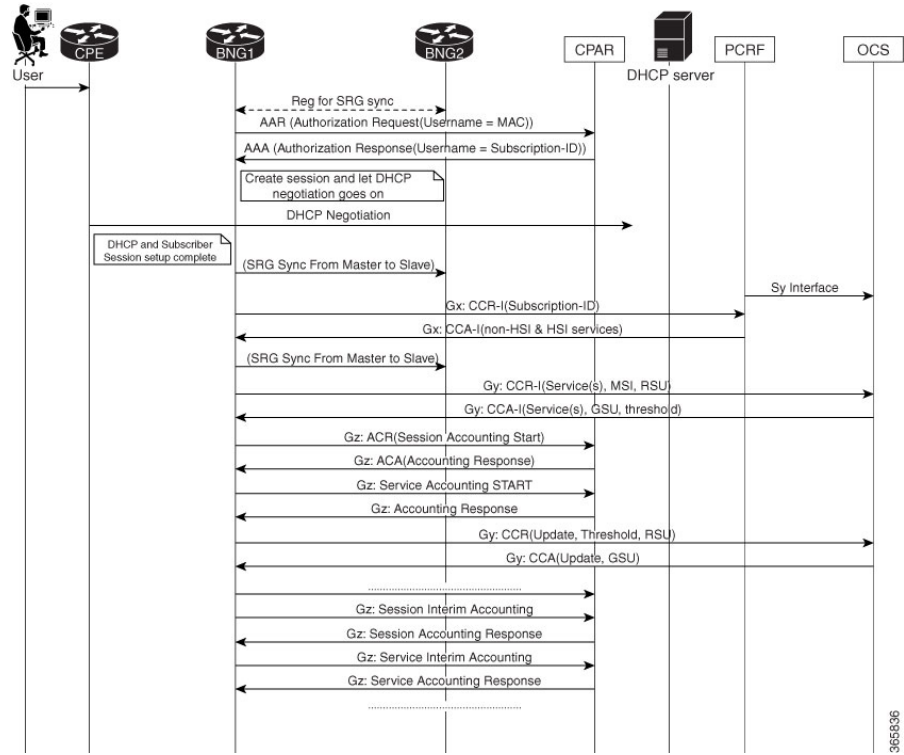 CPE
BNG1
BNG2
CPAR
PCRF
OCS
User
DHCP server
Reg for SRG sync
AAR (Authorization Request(Username = MAC))
AAA (Authorization Response(Username = Subscription-ID))
Create session and let DHCP
negotiation goes on
DHCP Negotiation
DHCP and Subscriber
Session setup complete
(SRG Sync From Master to Slave)
Sy Interface
Gx: CCR-I(Subscription-ID)
Gx: CCA-I(non-HSI & HSI services)
(SRG Sync From Master to Slave)
Gy: CCR-I(Service(s), MSI, RSU)
Gy: CCA-I(Service(s), GSU, threshold)
Gz: ACR(Session Accounting Start)
Gz: ACA(Accounting Response)
Gz: Service Accounting START
Gz: Accounting Response
Gy: CCR(Update, Threshold, RSU)
Gy: CCA(Update, GSU)
Gz: Session Interim Accounting
Gz: Session Accounting Response
Gz: Service Interim Accounting
Gz: Service Accounting Response
365836